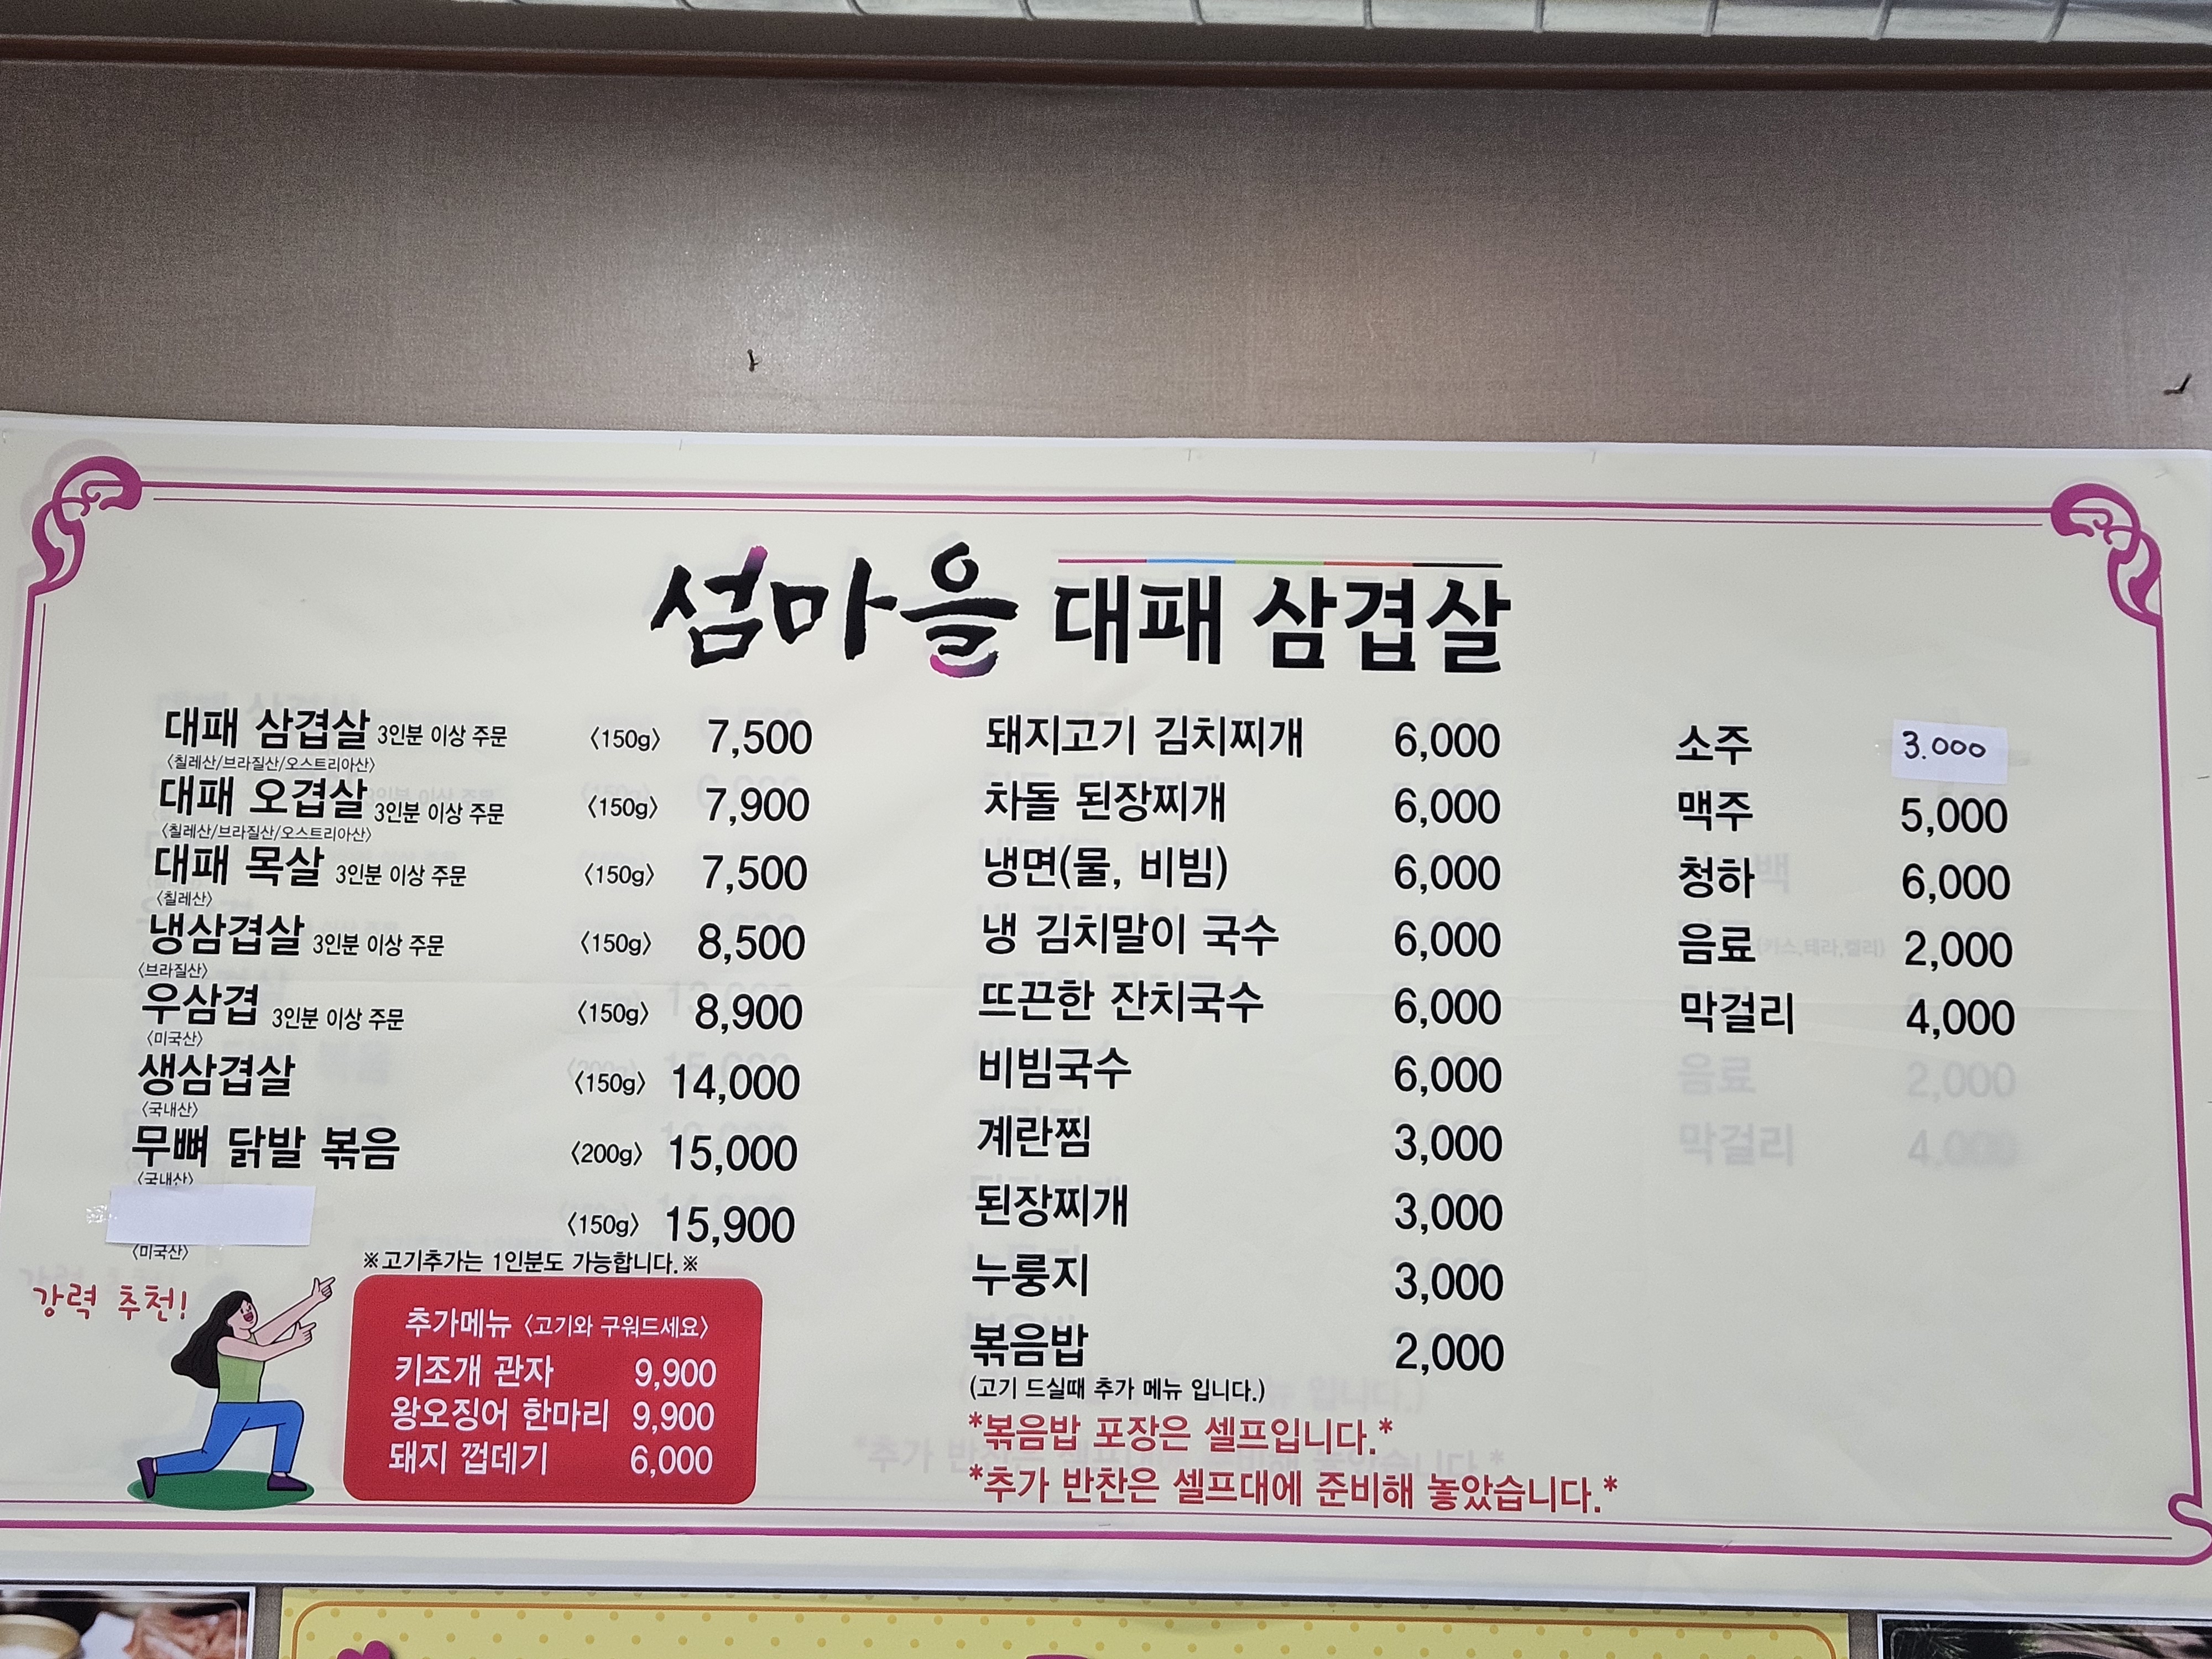 섬마을 대패 삼겹살
대패 삼겹살 3인분 이상 주문 〈150g〉 7,500
〈칠레산/브라질산/오스트리아산〉
대패 오겹살 3인분 이상 주문 〈150g〉 7,900
〈칠레산/브라질산/오스트리아산〉
대패 목살 3인분 이상 주문 〈150g〉 7,500
〈칠레산〉
냉삼겹살 3인분 이상 주문 〈150g〉 8,500
〈브라질산〉
우삼겹 3인분 이상 주문 〈150g〉 8,900
〈미국산〉
생삼겹살 〈150g〉 14,000
〈국내산〉
무뼈 닭발 볶음 〈200g〉 15,000
〈국내산〉
〈150g〉 15,900
〈미국산〉
※고기추가는 1인분도 가능합니다.※
강력 추천!
추가메뉴 〈고기와 구워드세요〉
키조개 관자 9,900
왕오징어 한마리 9,900
돼지 껍데기 6,000
돼지고기 김치찌개 6,000
차돌 된장찌개 6,000
냉면(물, 비빔) 6,000
냉 김치말이 국수 6,000
뜨끈한 잔치국수 6,000
비빔국수 6,000
계란찜 3,000
된장찌개 3,000
누룽지 3,000
볶음밥 2,000
(고기 드실때 추가 메뉴 입니다.)
*볶음밥 포장은 셀프입니다.*
*추가 반찬은 셀프대에 준비해 놓았습니다.*
소주 3.000
맥주 5,000
청하 6,000
음료 2,000
막걸리 4,000